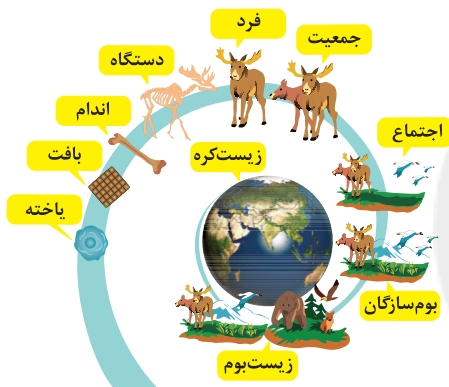 یاخته
بافت
اندام
دستگاه
فرد
جمعیت
اجتماع
بوم‌سازگان
زیست‌بوم
زیست‌کره